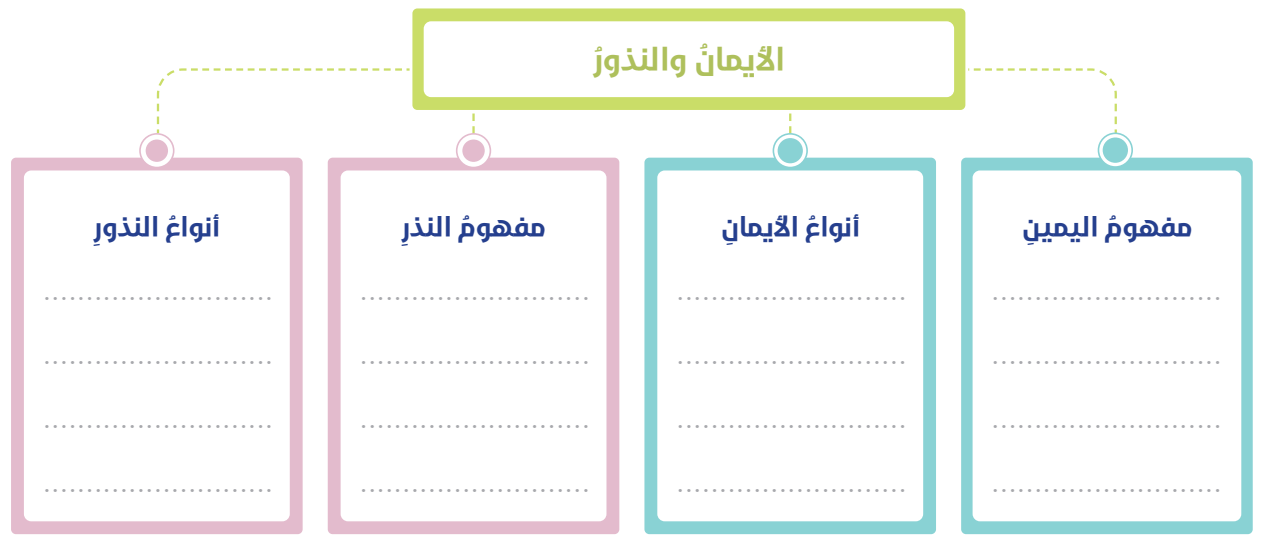 الأيمانُ والنذورُ
مفهومُ اليمينِ
أنواعُ الأيمانِ
مفهومُ النذرِ
أنواعُ النذورِ